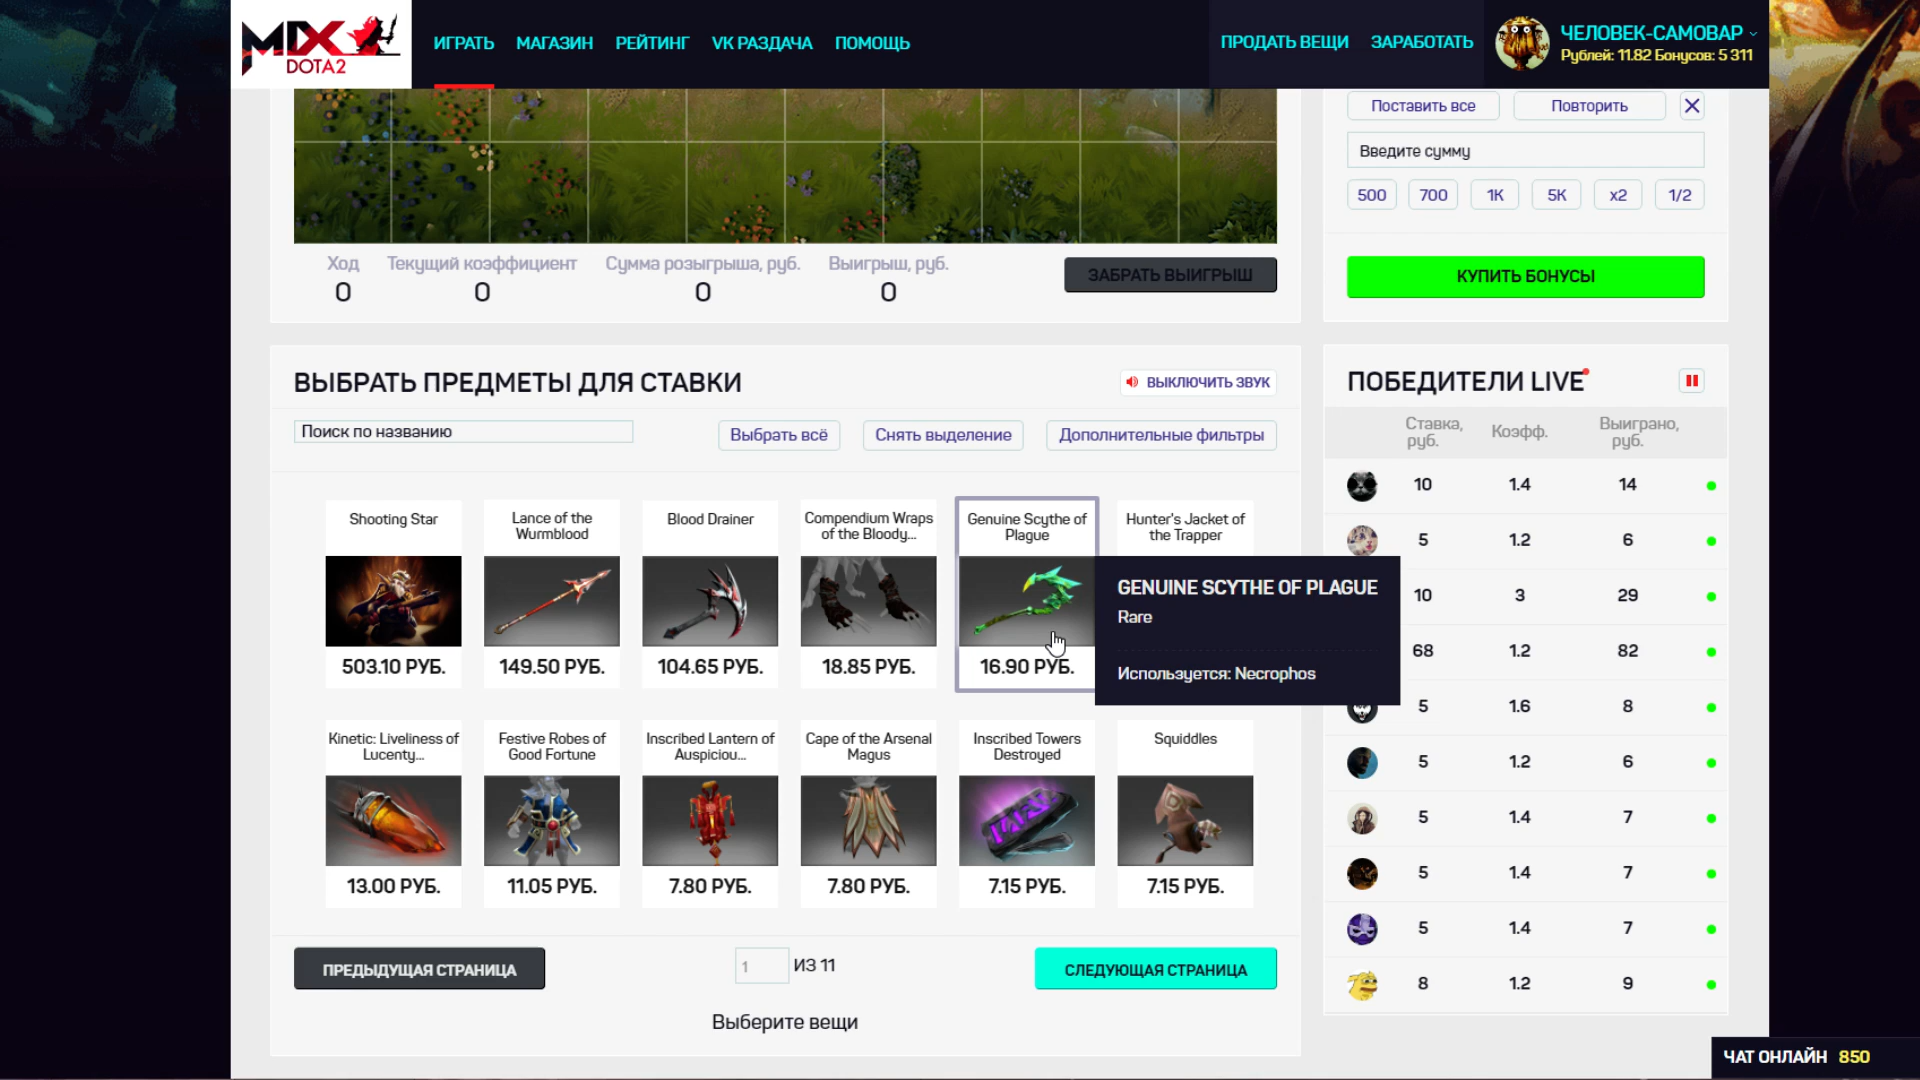 MIX
DOTA2
ИГРАТЬ
МАГАЗИН
РЕЙТИНГ
VK РАЗДАЧА
ПОМОЩЬ
ПРОДАТЬ ВЕЩИ
ЗАРАБОТАТЬ
ЧЕЛОВЕК-САМОВАР
Рублей: 11.82 Бонусов: 5 311
Поставить все
Повторить
Введите сумму
500
700
1K
5K
x2
1/2
КУПИТЬ БОНУСЫ
Ход
0
Текущий коэффициент
0
Сумма розыгрыша, руб.
0
Выигрыш, руб.
0
ЗАБРАТЬ ВЫИГРЫШ
ВЫБРАТЬ ПРЕДМЕТЫ ДЛЯ СТАВКИ
ВЫКЛЮЧИТЬ ЗВУК
Поиск по названию
Выбрать всё
Снять выделение
Дополнительные фильтры
Shooting Star
503.10 РУБ.
Lance of the
Wurmblood
149.50 РУБ.
Blood Drainer
104.65 РУБ.
Compendium Wraps
of the Bloody...
18.85 РУБ.
Genuine Scythe of
Plague
16.90 РУБ.
Hunter's Jacket of
the Trapper
GENUINE SCYTHE OF PLAGUE
Rare
Используется: Necrophos
Kinetic: Liveliness of
Lucenty...
13.00 РУБ.
Festive Robes of
Good Fortune
11.05 РУБ.
Inscribed Lantern of
Auspiciou...
7.80 РУБ.
Cape of the Arsenal
Magus
7.80 РУБ.
Inscribed Towers
Destroyed
7.15 РУБ.
Squiddles
7.15 РУБ.
ПРЕДЫДУЩАЯ СТРАНИЦА
1 ИЗ 11
СЛЕДУЮЩАЯ СТРАНИЦА
Выберите вещи
ПОБЕДИТЕЛИ LIVE
Ставка,
руб.
Коэфф.
Выиграно,
руб.
10 1.4 14
5 1.2 6
10 3 29
68 1.2 82
5 1.6 8
5 1.2 6
5 1.4 7
5 1.4 7
5 1.4 7
8 1.2 9
ЧАТ ОНЛАЙН 850